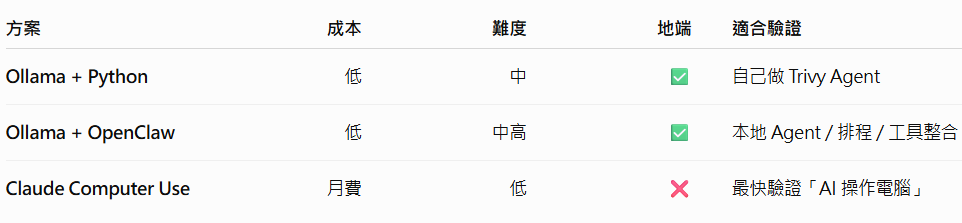 方案 成本 難度 地端 適合驗證
Ollama + Python 低 中 ✅ 自己做 Trivy Agent
Ollama + OpenClaw 低 中高 ✅ 本地 Agent / 排程 / 工具整合
Claude Computer Use 月費 低 ❌ 最快驗證「AI 操作電腦」